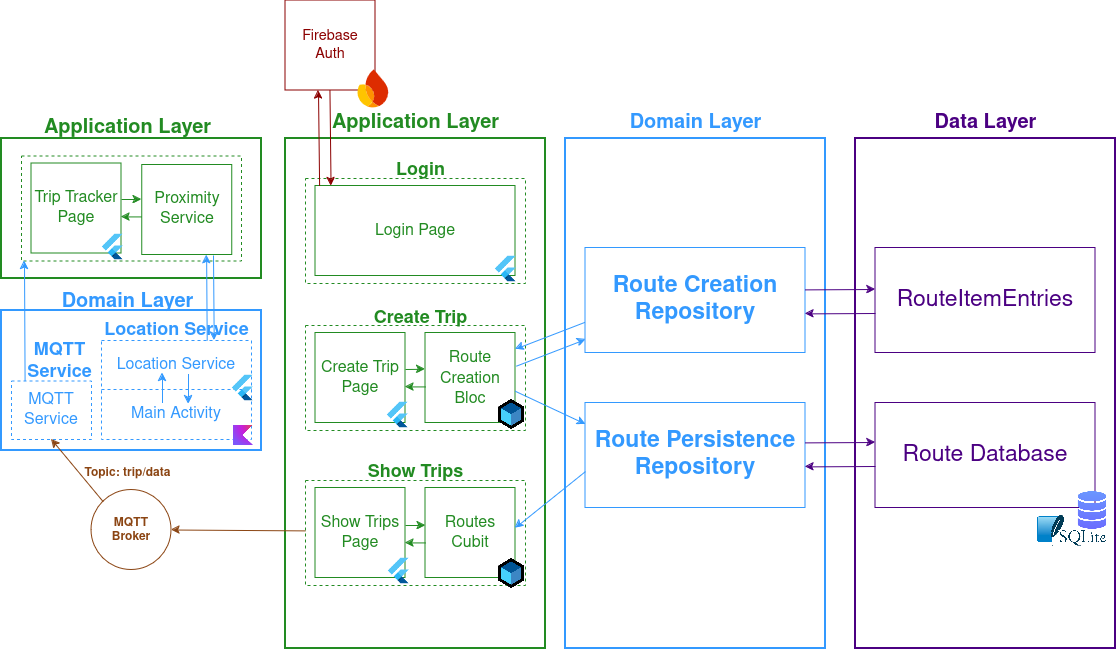 Firebase
Auth
Application Layer
Trip Tracker
Page
Proximity
Service
Domain Layer
Location Service
MQTT
Service
Location Service
MQTT
Service
Main Activity
Topic: trip/data
MQTT
Broker
Application Layer
Login
Login Page
Create Trip
Create Trip
Page
Route
Creation
Bloc
Show Trips
Show Trips
Page
Routes
Cubit
Domain Layer
Route Creation
Repository
Route Persistence
Repository
Data Layer
RouteItemEntries
Route Database
SQLite